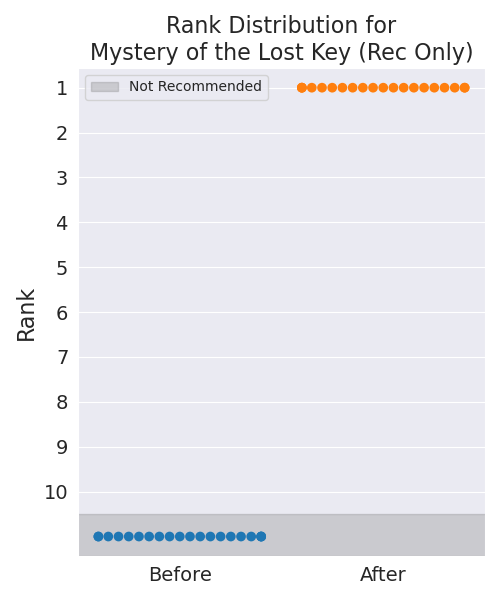 Rank Distribution for
Mystery of the Lost Key (Rec Only)
Not Recommended
1
2
3
4
5
6
7
8
9
10
Rank
Before After